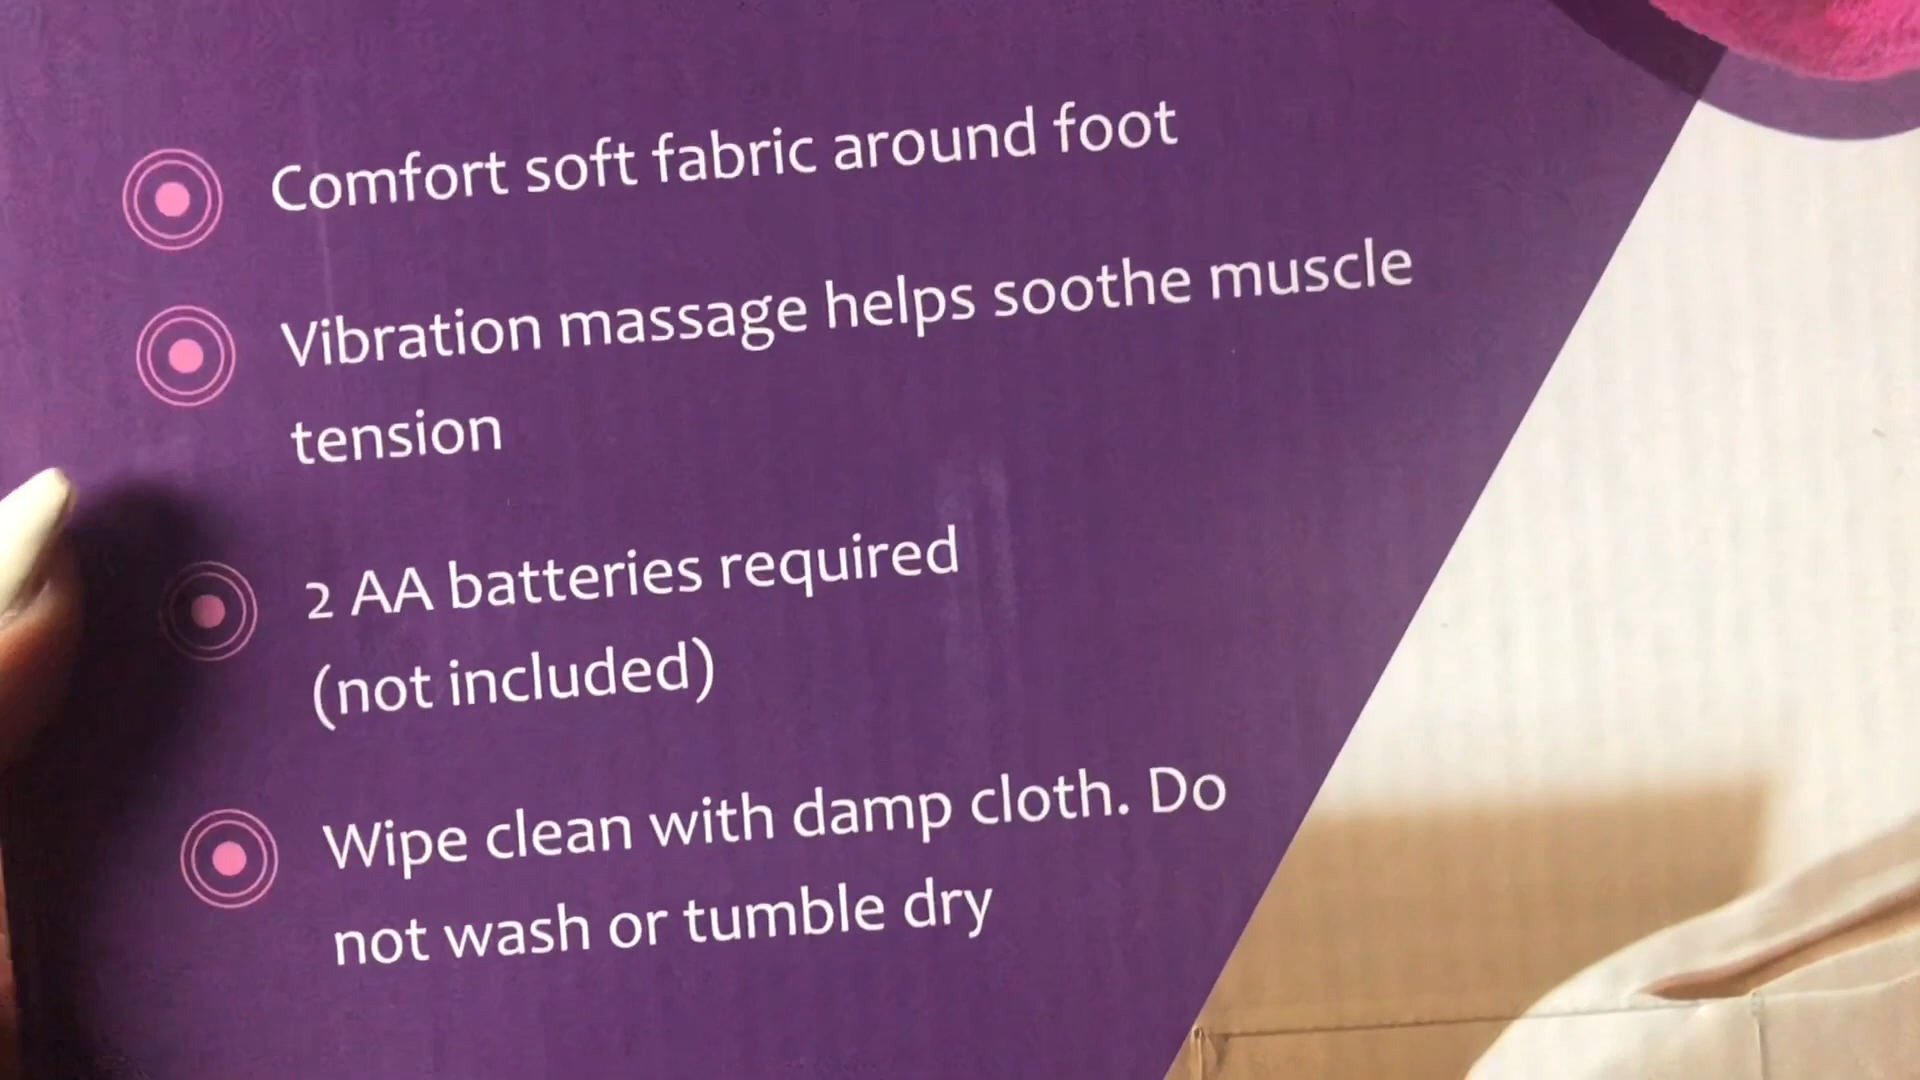 Comfort soft fabric around foot
Vibration massage helps soothe muscle
tension
2 AA batteries required
(not included)
Wipe clean with damp cloth. Do
not wash or tumble dry